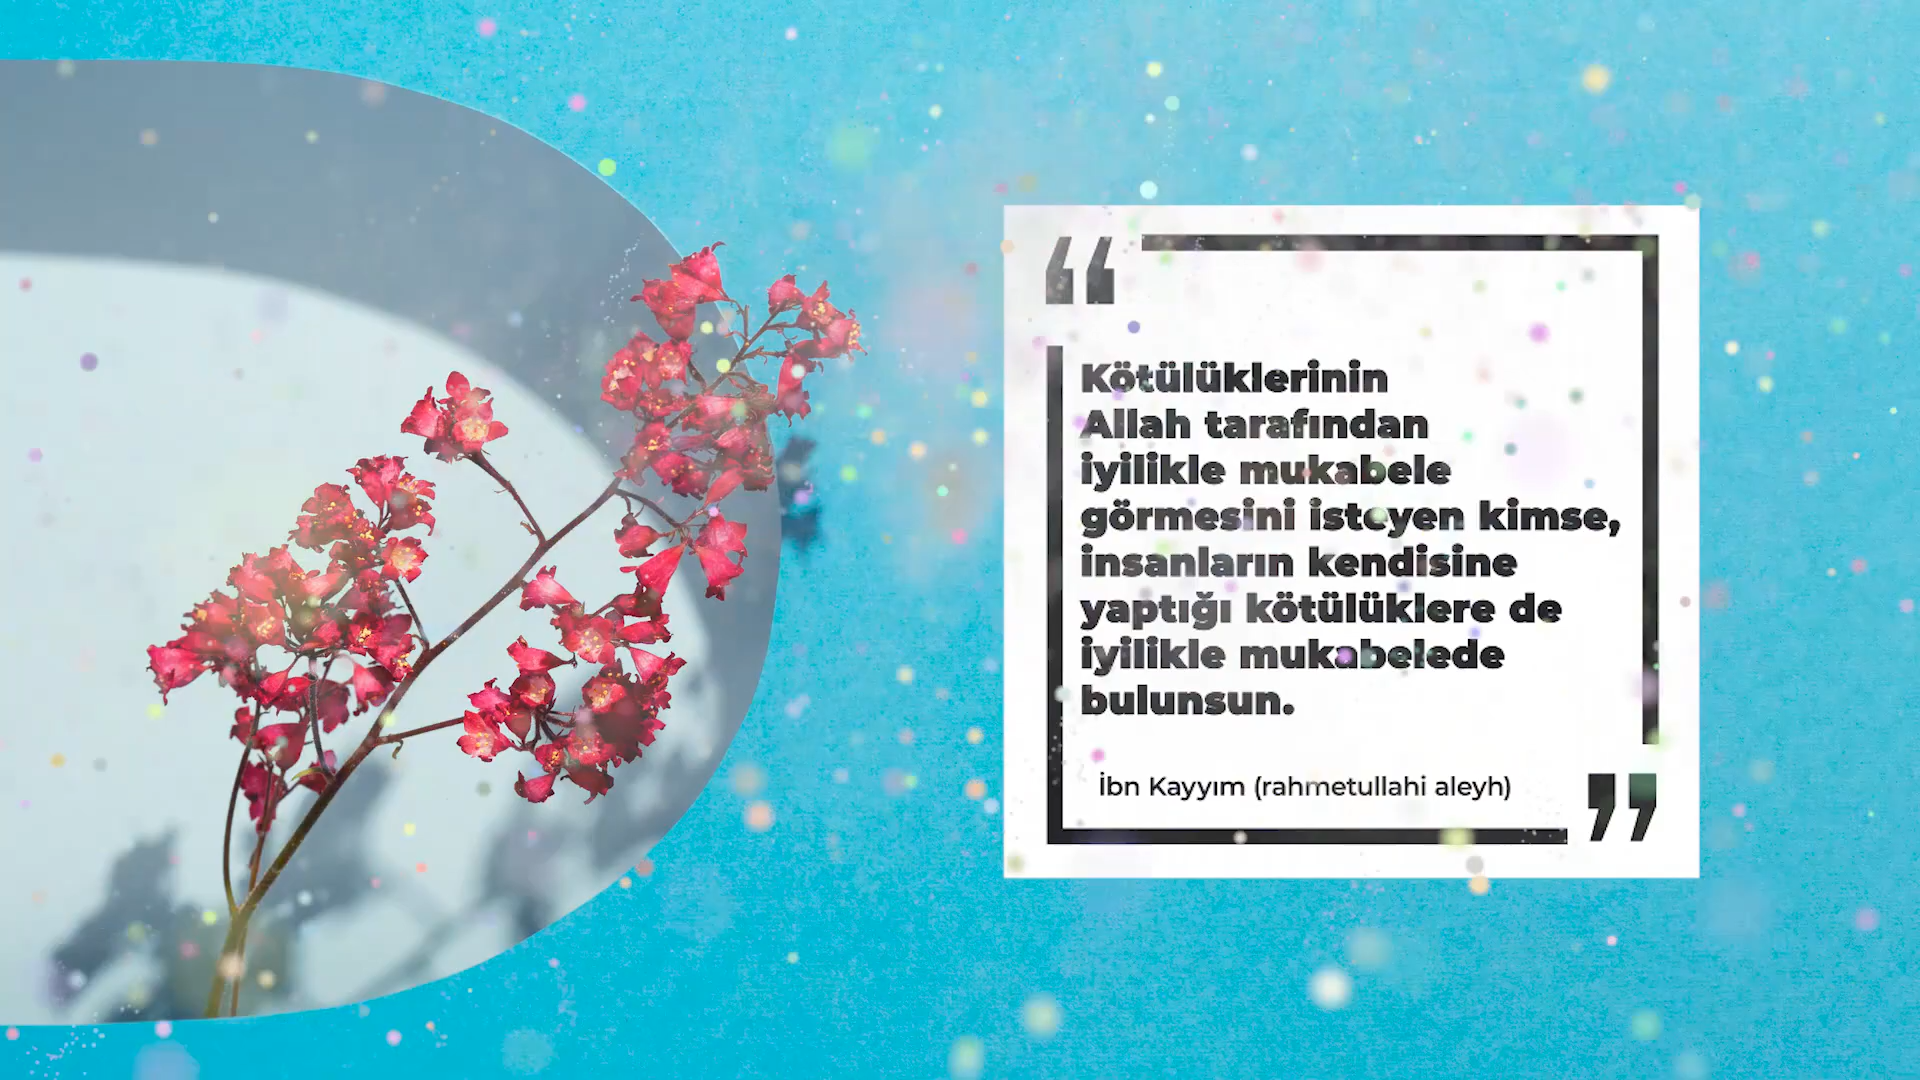 “
Kötülüklerinin
Allah tarafından
iyilikle mukabele
görmesini isteyen kimse,
insanların kendisine
yaptığı kötülüklere de
iyilikle mukabelede
bulunsun.
İbn Kayyım (rahmetullahi aleyh)
”